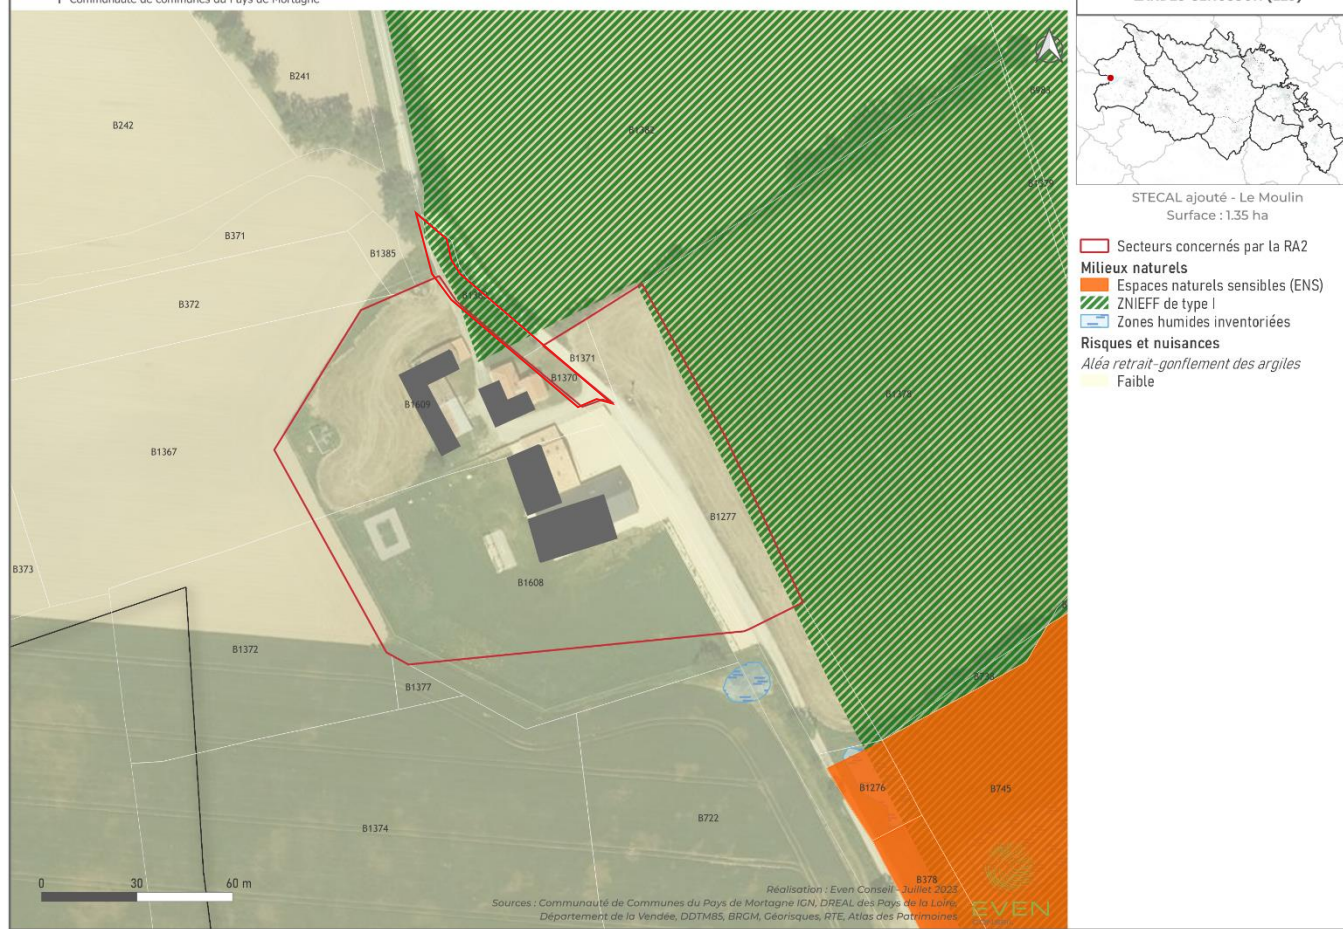 Communauté de communes du Pays de Mortagne
STECAL ajouté - Le Moulin
Surface : 1.35 ha
Secteurs concernés par la RA2
Milieux naturels
Espaces naturels sensibles (ENS)
ZNIEFF de type I
Zones humides inventoriées
Risques et nuisances
Aléa retrait-gonflement des argiles
Faible
B241
B242
B983
B1382
B1379
B371
B1385
B372
B1371
B1370
B1609
B1378
B1367
B1277
B373
B1608
B1372
B1377
B1276
B745
B722
B1374
B378
0 30 60 m
Réalisation : Even Conseil - Juillet 2023
Sources : Communauté de Communes du Pays de Mortagne IGN, DREAL des Pays de la Loire,
Département de la Vendée, DDTM85, BRGM, Géorisques, RTE, Atlas des Patrimoines
EVEN